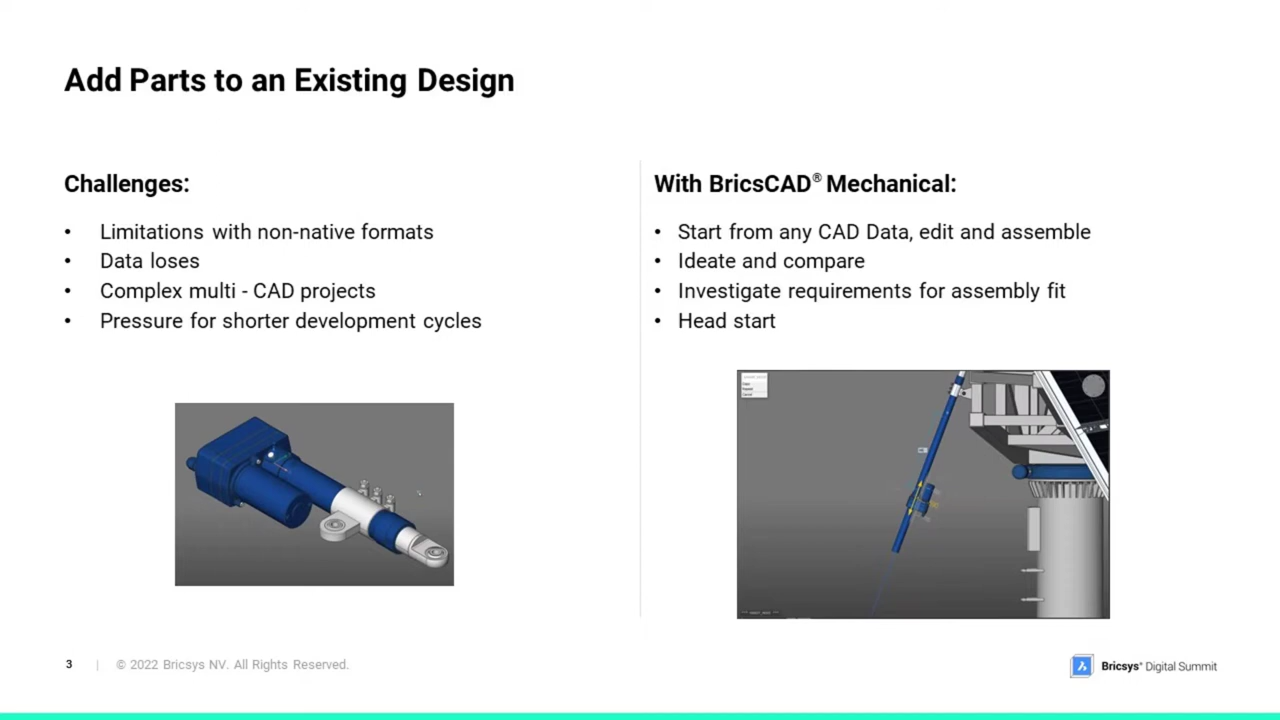 Add Parts to an Existing Design
Challenges:
• Limitations with non-native formats
• Data loses
• Complex multi - CAD projects
• Pressure for shorter development cycles
With BricsCAD® Mechanical:
• Start from any CAD Data, edit and assemble
• Ideate and compare
• Investigate requirements for assembly fit
• Head start
3 | © 2022 Bricsys NV. All Rights Reserved.
Bricsys® Digital Summit